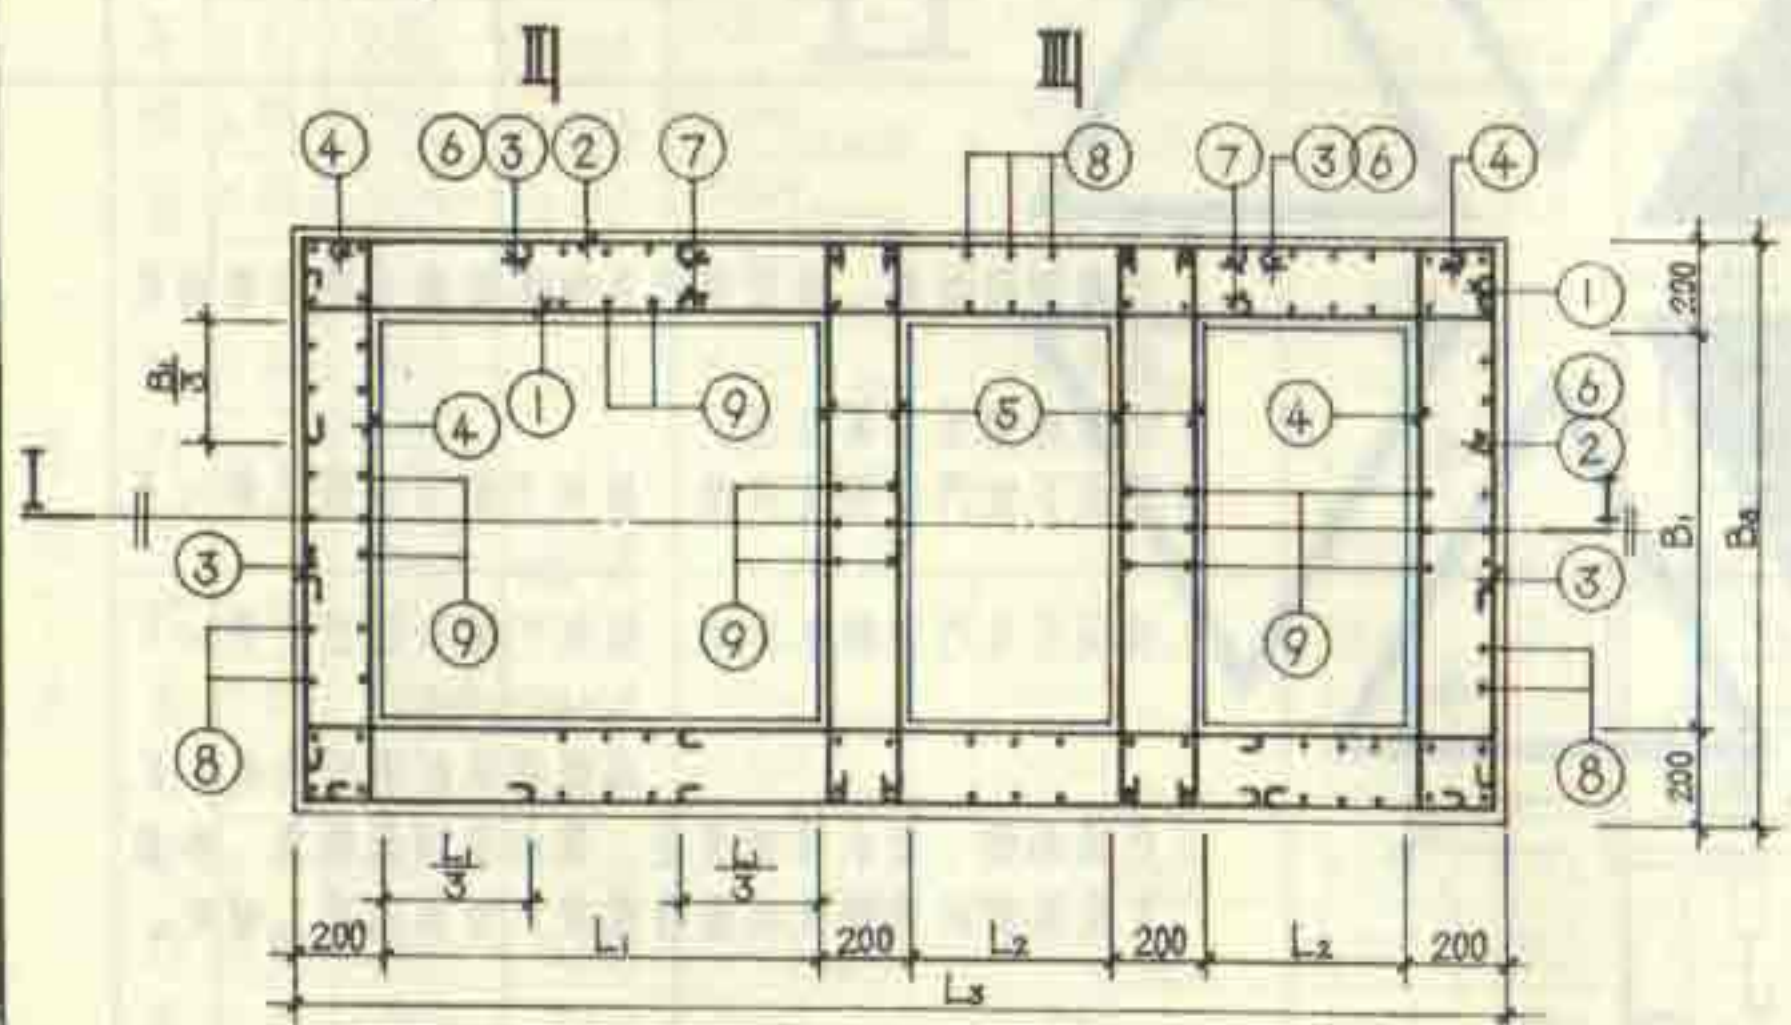 Ⅱ Ⅲ
④ ⑥ ③ ② ⑦ ⑧ ⑦ ③ ⑥ ④
①
200
B₁/3
① ⑨ ④ ⑤ ④ ⑥
②
I
B₁
③ ③
⑨ ⑨ ⑨
⑧ ⑧
200
L₁/3 L₁/3
200 L₁ 200 L₂ 200 L₂ 200
L₃